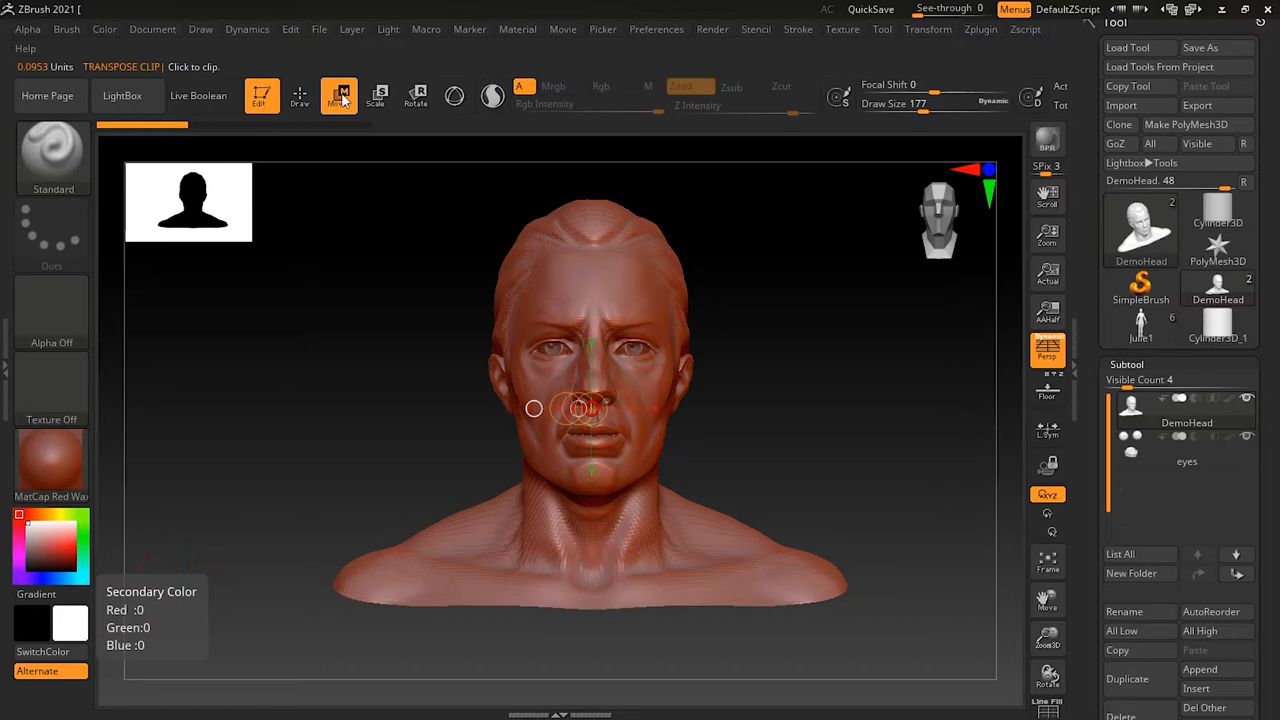 ZBrush 2021 [
AC QuickSave See-through 0 Menus DefaultZScript
Alpha Brush Color Document Draw Dynamics Edit File Layer Light Macro Marker Material Movie Picker Preferences Render Stencil Stroke Texture Tool Transform Zplugin Zscript
Help
0.0953 Units TRANSPOSE CLIP| Click to clip.
Home Page
LightBox
Live Boolean
Edit
Draw
Move
M
Scale
S
Rotate
R
A Mrgb Rgb M Zadd Zsub Zcut
Rgb Intensity Z Intensity
S
Focal Shift 0
Draw Size 177 Dynamic
D
Act
Tot
Standard
Dots
Alpha Off
Texture Off
MatCap Red Wax
Gradient
SwitchColor
Alternate
Secondary Color
Red :0
Green:0
Blue :0
Y
BPR
SPix 3
Scroll
Zoom
Actual
AAHalf
Dynamic
Persp
X Y Z
Floor
L.Sym
XYZ
Y
Z
Frame
Move
Zoom3D
Rotate
Line Fill
Tool
Load Tool Save As
Load Tools From Project
Copy Tool Paste Tool
Import Export
Clone Make PolyMesh3D
GoZ All Visible R
Lightbox▶Tools
DemoHead. 48 R
2
DemoHead
Cylinder3D
PolyMesh3D
SimpleBrush
2
DemoHead
6
Julie1
Cylinder3D_1
Subtool
Visible Count 4
DemoHead
eyes
List All
New Folder
Rename AutoReorder
All Low All High
Copy Paste
Duplicate Append
Insert
Delete Del Other